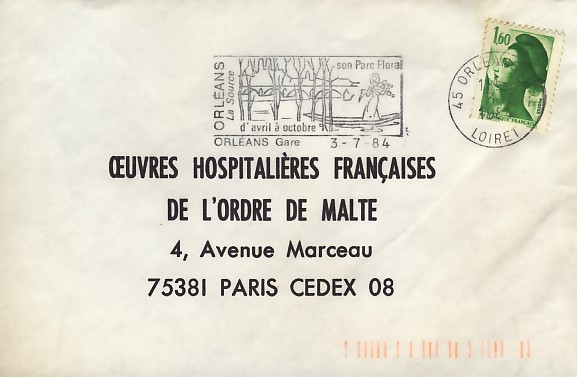 1,60
45 ORLEANS
LOIRET
ORLEANS
La Source
son Parc Floral
d'avril à octobre
ORLEANS Gare 3-7-84
ŒUVRES HOSPITALIÈRES FRANÇAISES
DE L'ORDRE DE MALTE
4, Avenue Marceau
75381 PARIS CEDEX 08